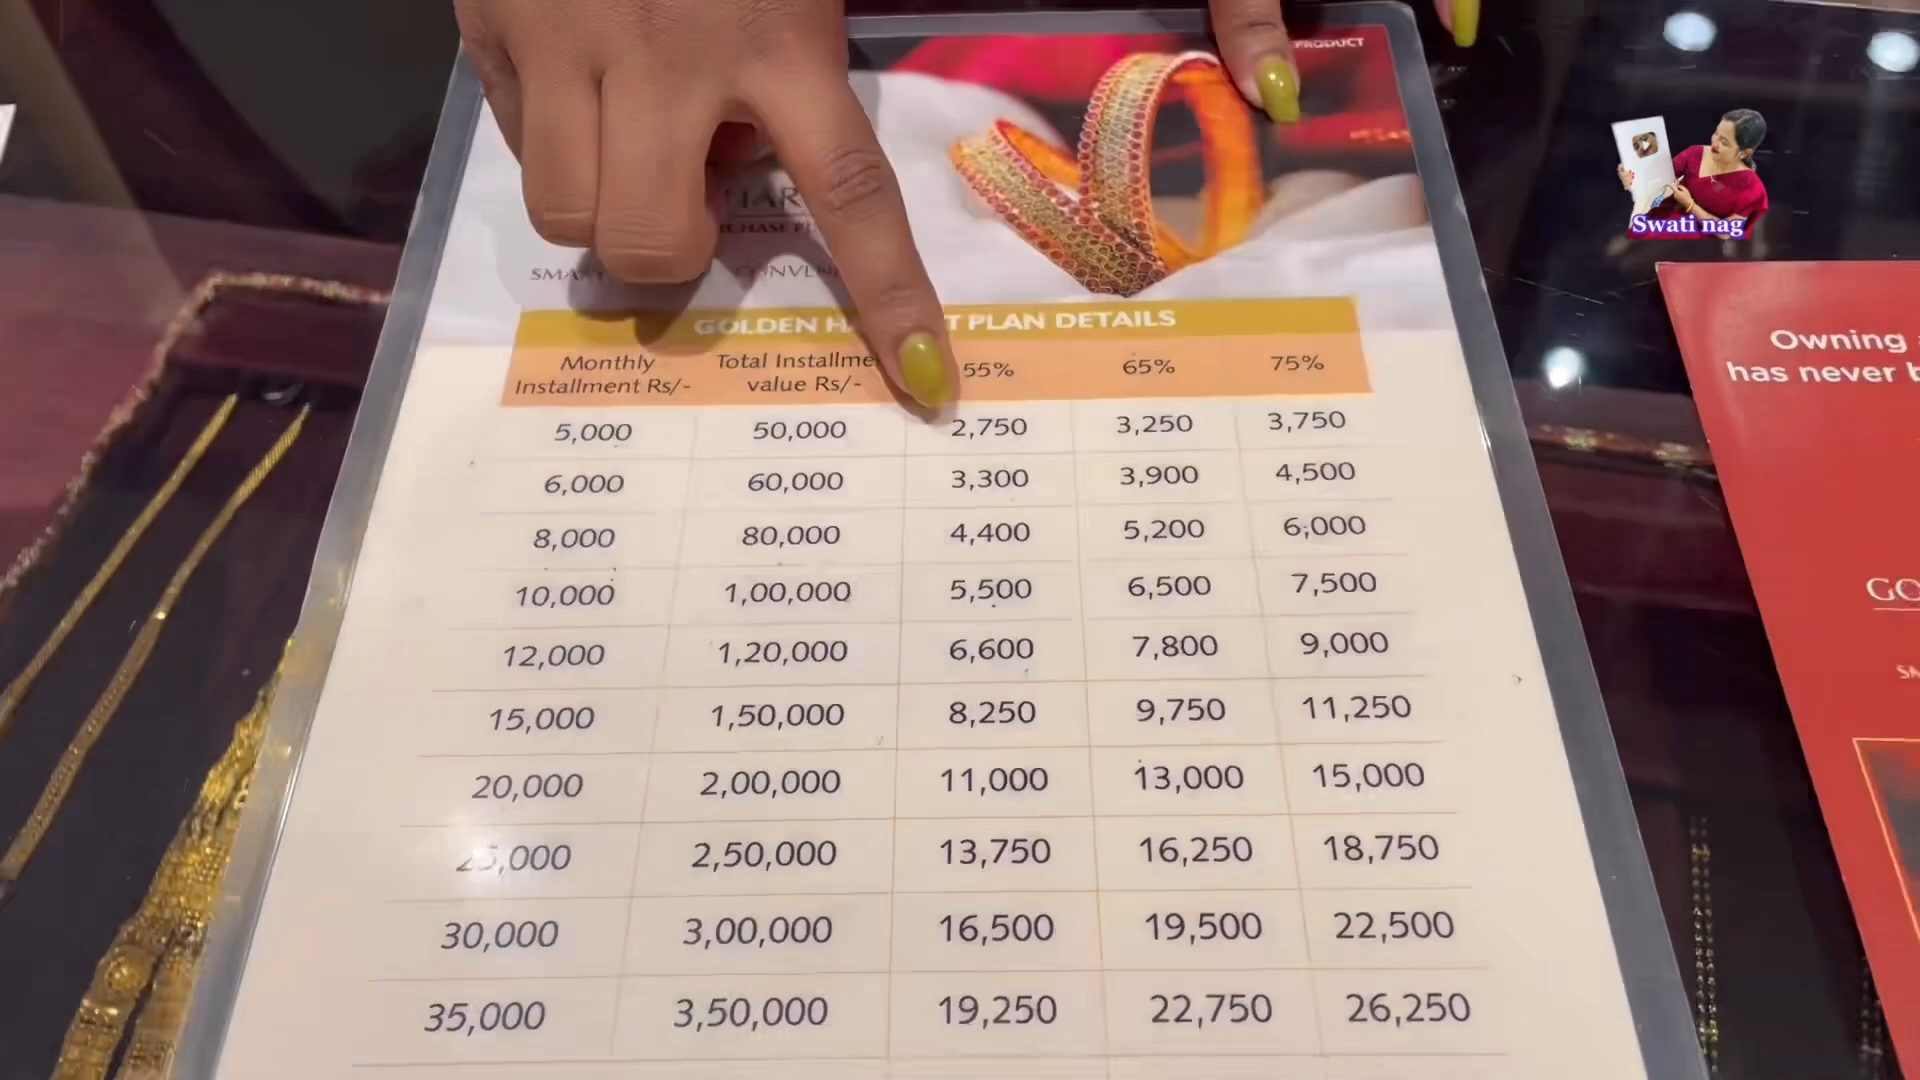 PRODUCT
Swati nag
SMA
GOLDEN HA T PLAN DETAILS
Monthly Installment Rs/-
Total Installme value Rs/-
55%
65%
75%
5,000 50,000 2,750 3,250 3,750
6,000 60,000 3,300 3,900 4,500
8,000 80,000 4,400 5,200 6,000
10,000 1,00,000 5,500 6,500 7,500
12,000 1,20,000 6,600 7,800 9,000
15,000 1,50,000 8,250 9,750 11,250
20,000 2,00,000 11,000 13,000 15,000
25,000 2,50,000 13,750 16,250 18,750
30,000 3,00,000 16,500 19,500 22,500
35,000 3,50,000 19,250 22,750 26,250
Owning
has never b
GO
SM